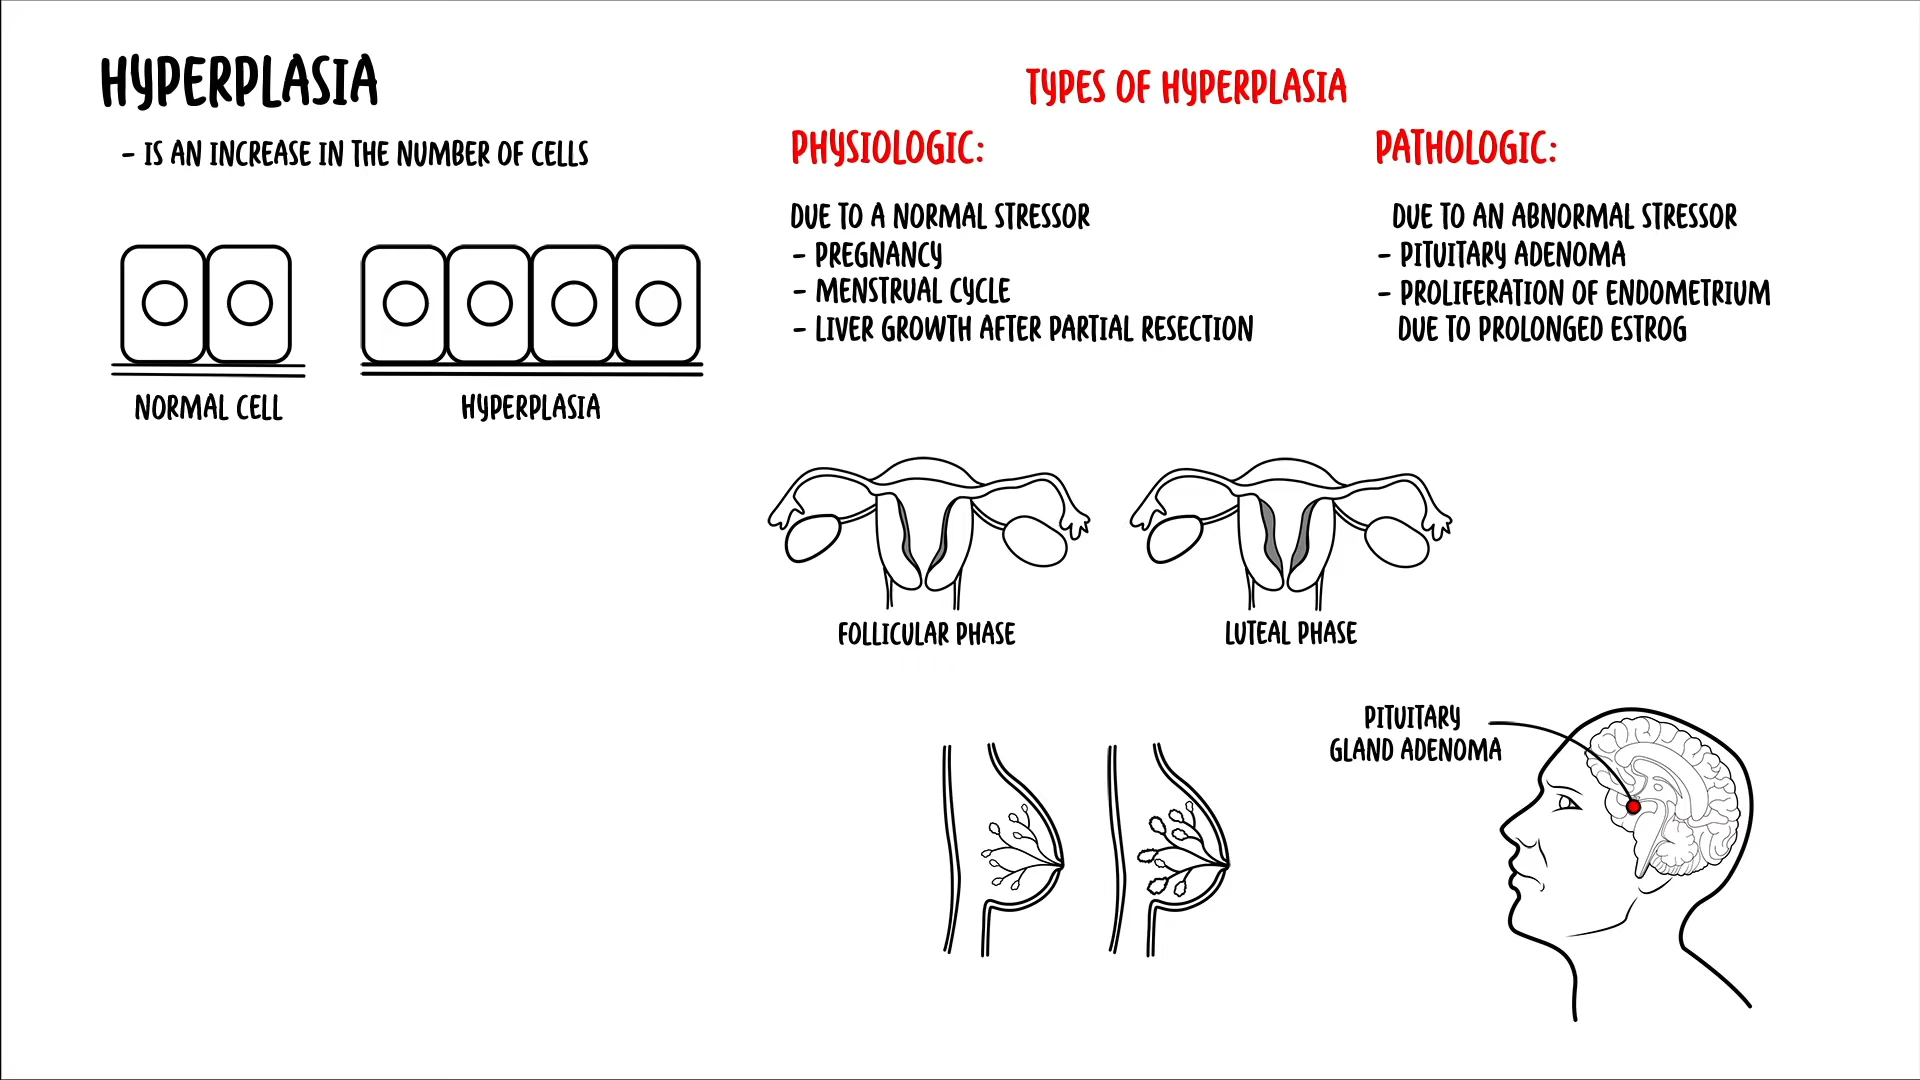 HYPERPLASIA
- IS AN INCREASE IN THE NUMBER OF CELLS
NORMAL CELL
HYPERPLASIA
TYPES OF HYPERPLASIA
PHYSIOLOGIC:
DUE TO A NORMAL STRESSOR
- PREGNANCY
- MENSTRUAL CYCLE
- LIVER GROWTH AFTER PARTIAL RESECTION
PATHOLOGIC:
DUE TO AN ABNORMAL STRESSOR
- PITUITARY ADENOMA
- PROLIFERATION OF ENDOMETRIUM
DUE TO PROLONGED ESTROG
FOLLICULAR PHASE
LUTEAL PHASE
PITUITARY
GLAND ADENOMA